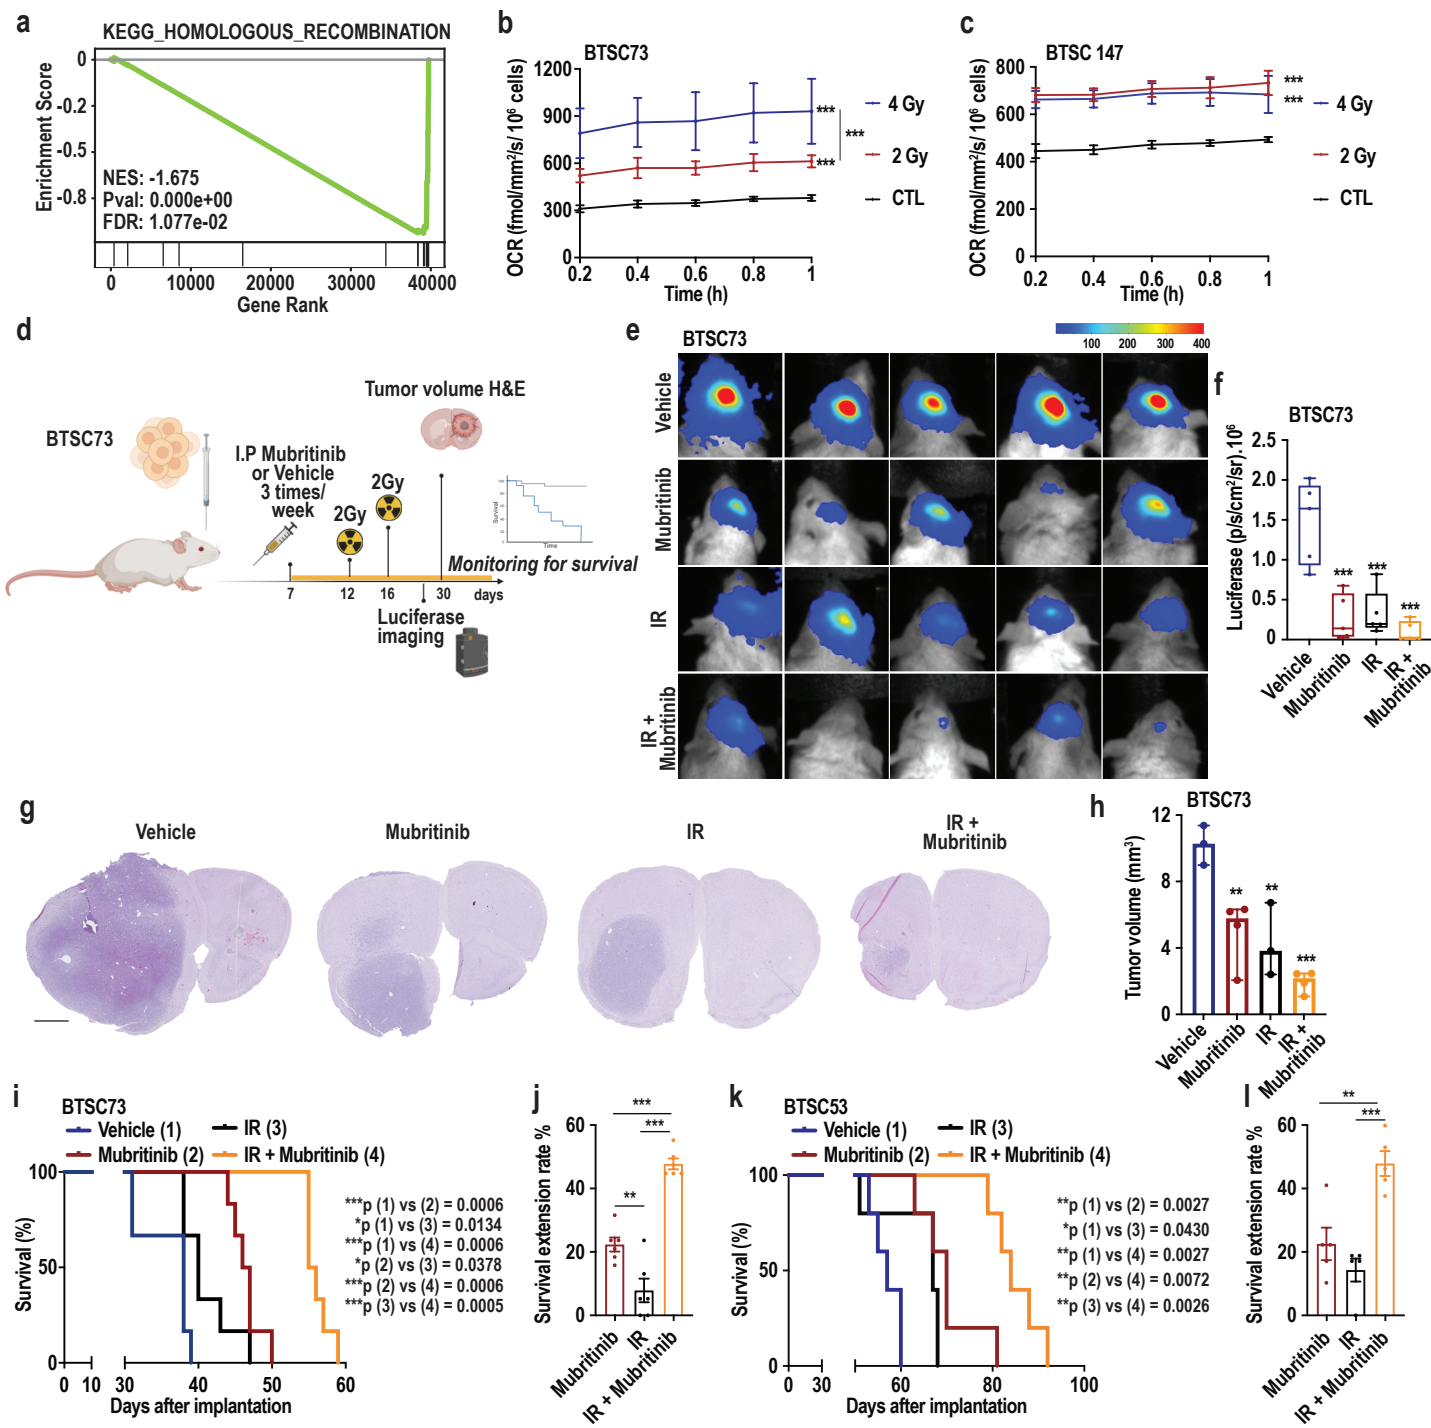 a
KEGG_HOMOLOGOUS_RECOMBINATION
Enrichment Score
0
-0.2
-0.5
-0.8
NES: -1.675
Pval: 0.000e+00
FDR: 1.077e-02
0 10000 20000 30000 40000
Gene Rank
b
BTSC73
OCR (fmol/mm²/s/ 10⁶ cells)
1200
900
600
300
0
0.2 0.4 0.6 0.8 1
Time (h)
***
***
***
4 Gy
2 Gy
CTL
c
BTSC 147
OCR (fmol/mm²/s/ 10⁶ cells)
800
600
400
200
0
0.2 0.4 0.6 0.8 1
Time (h)
***
***
4 Gy
2 Gy
CTL
d
BTSC73
I.P Mubritinib
or Vehicle
3 times/
week
2Gy
2Gy
Tumor volume H&E
Survival
Time
Monitoring for survival
7 12 16 30 days
Luciferase
imaging
e
BTSC73
100 200 300 400
Vehicle
Mubritinib
IR
IR +
Mubritinib
f
BTSC73
Luciferase (p/s/cm²/sr).10⁶
2.5
2.0
1.5
1.0
0.5
0
***
***
***
Vehicle
Mubritinib
IR
IR +
Mubritinib
g
Vehicle
Mubritinib
IR
IR +
Mubritinib
h
BTSC73
Tumor volume (mm³)
12
8
4
0
**
**
***
Vehicle
Mubritinib
IR
IR +
Mubritinib
i
BTSC73
Vehicle (1)
IR (3)
Mubritinib (2)
IR + Mubritinib (4)
Survival (%)
100
50
0
0 10 30 40 50 60
Days after implantation
***p (1) vs (2) = 0.0006
*p (1) vs (3) = 0.0134
***p (1) vs (4) = 0.0006
*p (2) vs (3) = 0.0378
***p (2) vs (4) = 0.0006
***p (3) vs (4) = 0.0005
j
Survival extension rate %
60
40
20
0
***
***
**
Mubritinib
IR
IR + Mubritinib
k
BTSC53
Vehicle (1)
IR (3)
Mubritinib (2)
IR + Mubritinib (4)
Survival (%)
100
50
0
0 30 60 80 100
Days after implantation
**p (1) vs (2) = 0.0027
*p (1) vs (3) = 0.0430
**p (1) vs (4) = 0.0027
**p (2) vs (4) = 0.0072
**p (3) vs (4) = 0.0026
l
Survival extension rate %
60
40
20
0
**
***
Mubritinib
IR
IR + Mubritinib